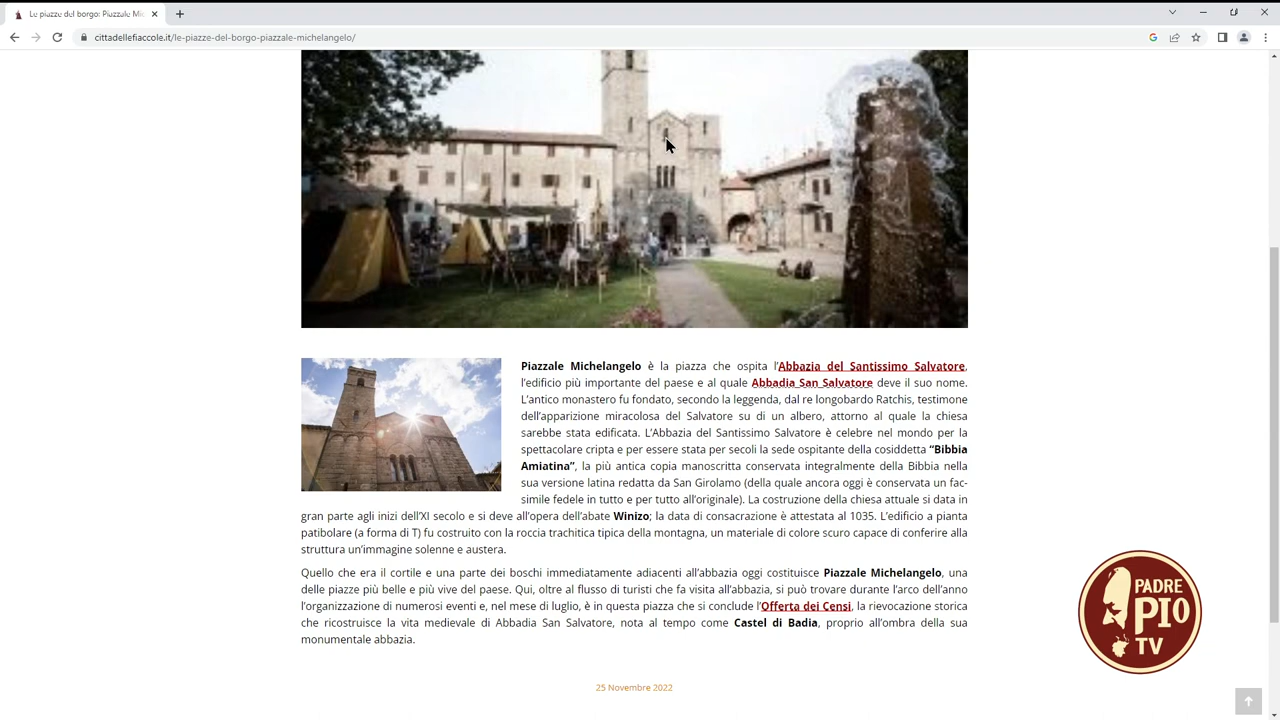 Le piazze del borgo: Piazzale Mi
cittadellefiaccole.it/le-piazze-del-borgo-piazzale-michelangelo/
Piazzale Michelangelo è la piazza che ospita l'Abbazia del Santissimo Salvatore,
l'edificio più importante del paese e al quale Abbadia San Salvatore deve il suo nome.
L'antico monastero fu fondato, secondo la leggenda, dal re longobardo Ratchis, testimone
dell'apparizione miracolosa del Salvatore su di un albero, attorno al quale la chiesa
sarebbe stata edificata. L'Abbazia del Santissimo Salvatore è celebre nel mondo per la
spettacolare cripta e per essere stata per secoli la sede ospitante della cosiddetta “Bibbia
Amiatina”, la più antica copia manoscritta conservata integralmente della Bibbia nella
sua versione latina redatta da San Girolamo (della quale ancora oggi è conservata un fac-
simile fedele in tutto e per tutto all'originale). La costruzione della chiesa attuale si data in
gran parte agli inizi dell'XI secolo e si deve all'opera dell'abate Winizo; la data di consacrazione è attestata al 1035. L'edificio a pianta
patibolare (a forma di T) fu costruito con la roccia trachitica tipica della montagna, un materiale di colore scuro capace di conferire alla
struttura un'immagine solenne e austera.
Quello che era il cortile e una parte dei boschi immediatamente adiacenti all'abbazia oggi costituisce Piazzale Michelangelo, una
delle piazze più belle e più vive del paese. Qui, oltre al flusso di turisti che fa visita all'abbazia, si può trovare durante l'arco dell'anno
l'organizzazione di numerosi eventi e, nel mese di luglio, è in questa piazza che si conclude l'Offerta dei Censi, la rievocazione storica
che ricostruisce la vita medievale di Abbadia San Salvatore, nota al tempo come Castel di Badia, proprio all'ombra della sua
monumentale abbazia.
PADRE
PIO
TV
25 Novembre 2022